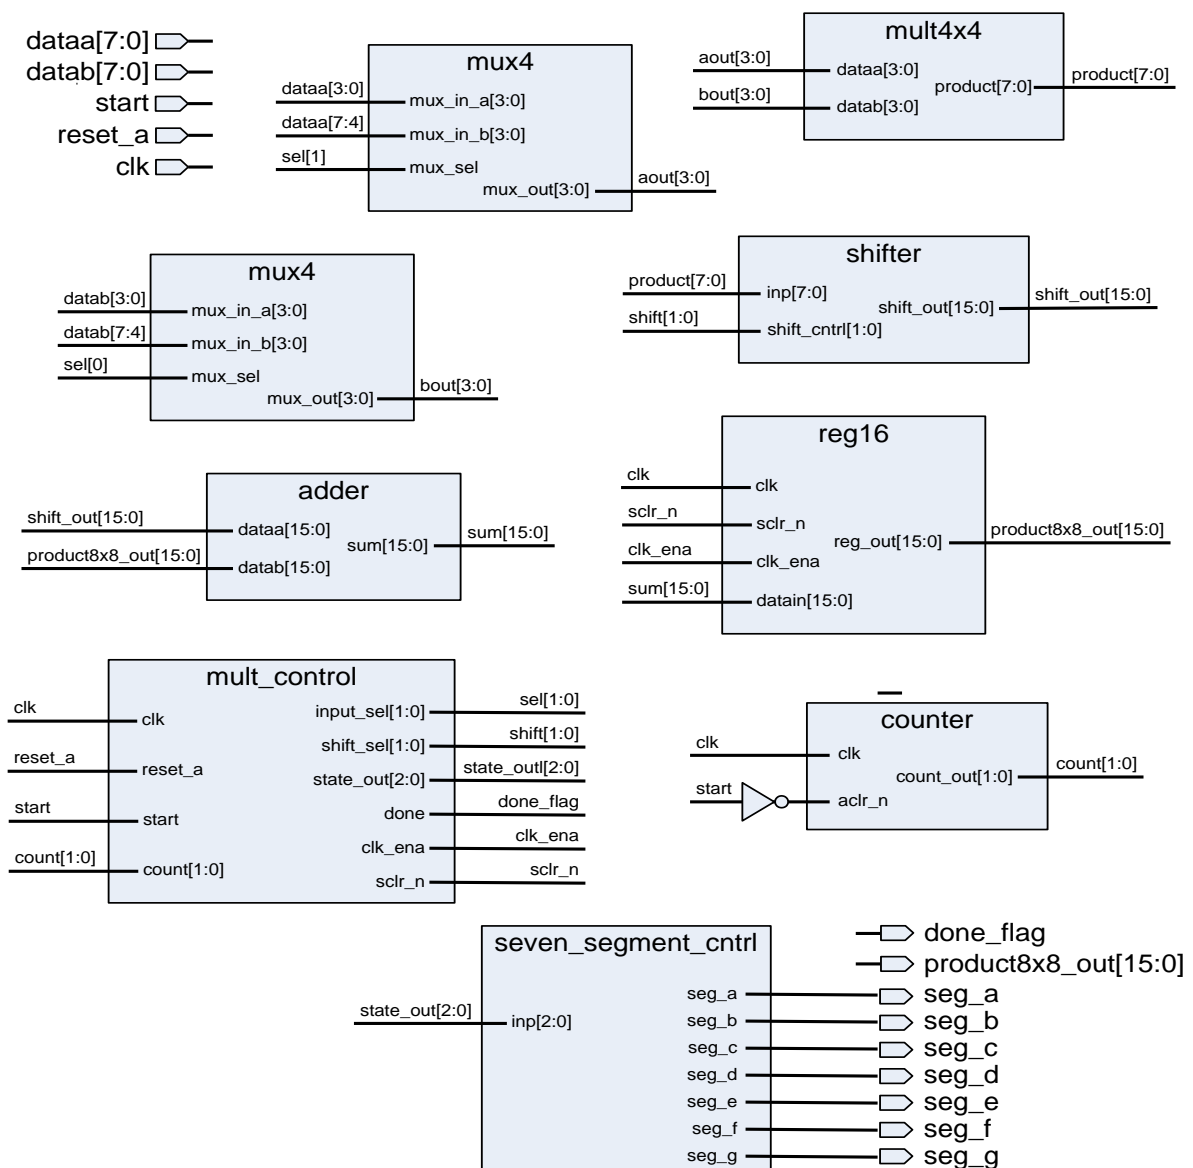 dataa[7:0]
datab[7:0]
start
reset_a
clk
mux4
dataa[3:0]
mux_in_a[3:0]
dataa[7:4]
mux_in_b[3:0]
sel[1]
mux_sel
mux_out[3:0]
aout[3:0]
mult4x4
aout[3:0]
dataa[3:0]
bout[3:0]
datab[3:0]
product[7:0]
product[7:0]
mux4
datab[3:0]
mux_in_a[3:0]
datab[7:4]
mux_in_b[3:0]
sel[0]
mux_sel
mux_out[3:0]
bout[3:0]
shifter
product[7:0]
inp[7:0]
shift[1:0]
shift_cntrl[1:0]
shift_out[15:0]
shift_out[15:0]
adder
shift_out[15:0]
dataa[15:0]
product8x8_out[15:0]
datab[15:0]
sum[15:0]
sum[15:0]
reg16
clk
clk
sclr_n
sclr_n
clk_ena
clk_ena
sum[15:0]
datain[15:0]
reg_out[15:0]
product8x8_out[15:0]
mult_control
clk
clk
reset_a
reset_a
start
start
count[1:0]
count[1:0]
input_sel[1:0]
sel[1:0]
shift_sel[1:0]
shift[1:0]
state_out[2:0]
state_outl[2:0]
done
done_flag
clk_ena
clk_ena
sclr_n
sclr_n
counter
clk
clk
start
aclr_n
count_out[1:0]
count[1:0]
seven_segment_cntrl
state_out[2:0]
inp[2:0]
seg_a
seg_b
seg_c
seg_d
seg_e
seg_f
seg_g
done_flag
product8x8_out[15:0]
seg_a
seg_b
seg_c
seg_d
seg_e
seg_f
seg_g